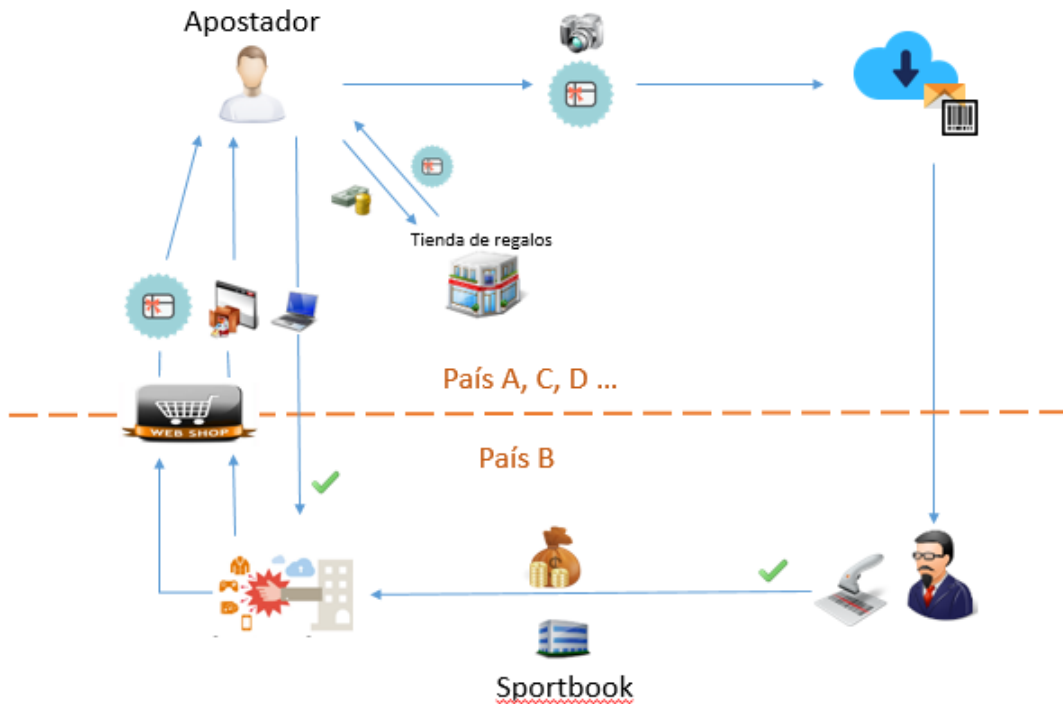 Apostador
Tienda de regalos
País A, C, D ...
WEB SHOP
País B
Sportbook